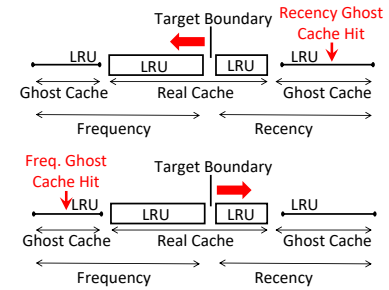 Target Boundary
Recency Ghost
Cache Hit
LRU
LRU
LRU
LRU
Ghost Cache
Real Cache
Ghost Cache
Frequency
Recency
Freq. Ghost
Cache Hit
Target Boundary
LRU
LRU
LRU
LRU
Ghost Cache
Real Cache
Ghost Cache
Frequency
Recency